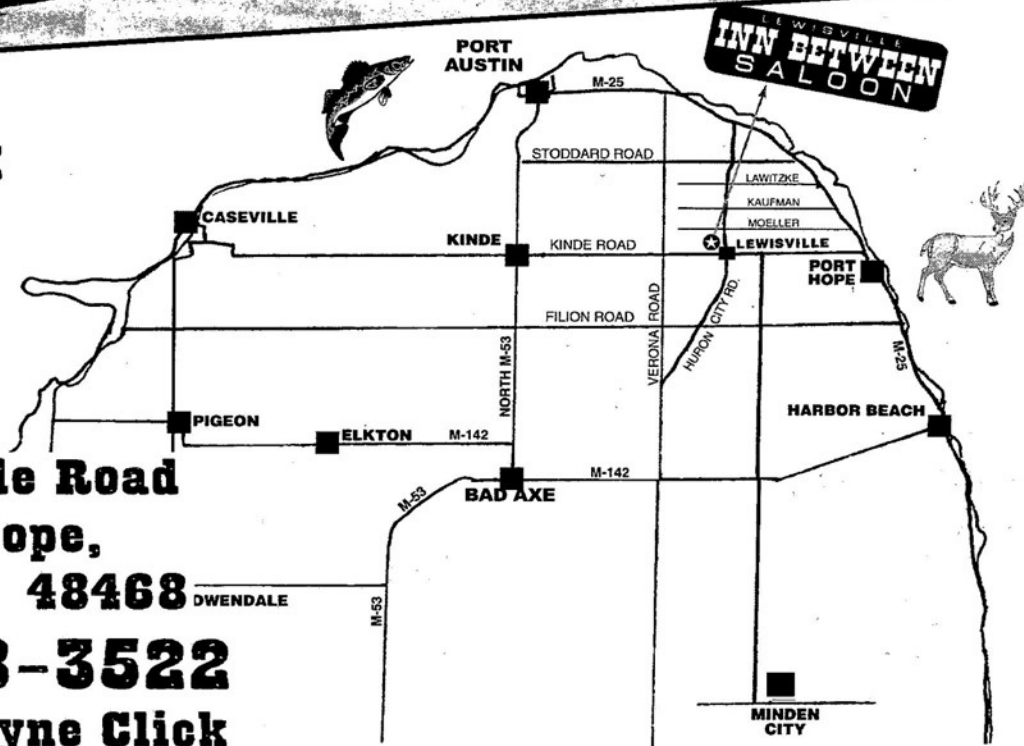 LEWISVILLE
INN BETWEEN
SALOON
PORT
AUSTIN
M-25
STODDARD ROAD
LAWITZKE
KAUFMAN
MOELLER
CASEVILLE
KINDE
KINDE ROAD
LEWISVILLE
PORT
HOPE
FILION ROAD
VERONA ROAD
HURON CITY RD.
NORTH M-53
M-25
HARBOR BEACH
PIGEON
ELKTON
M-142
BAD AXE
M-142
M-53
le Road
ope,
48468
OWENDALE
M-53
3-3522
yne Click
MINDEN
CITY